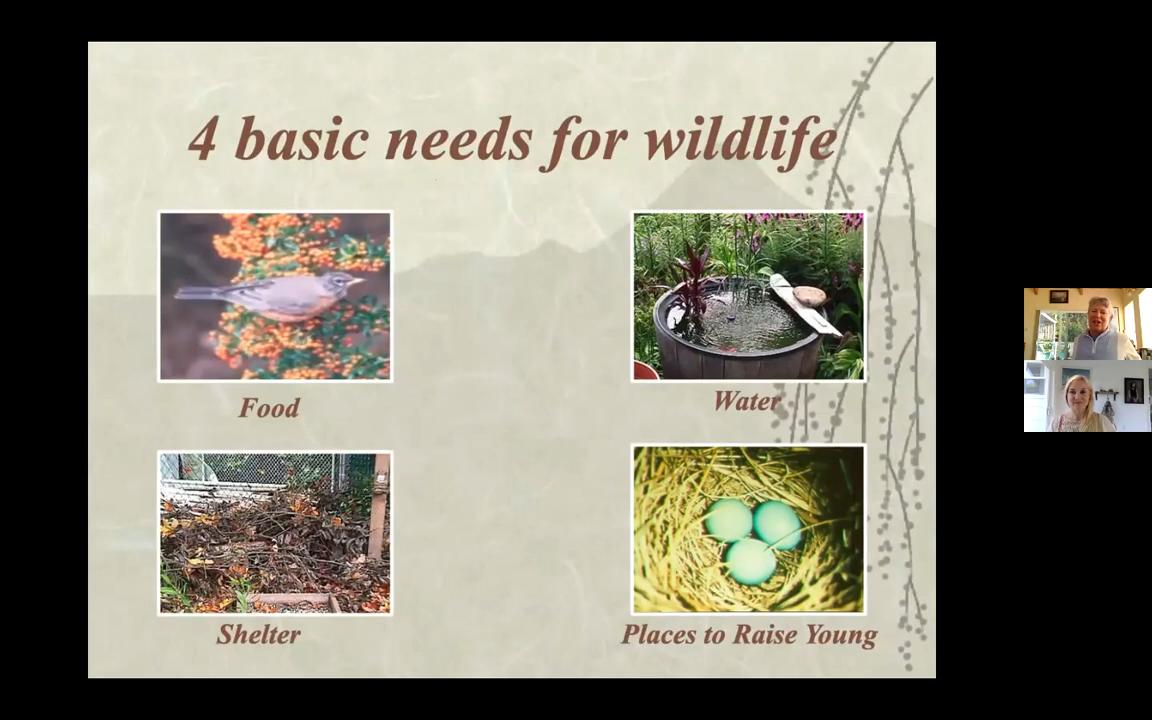 4 basic needs for wildlife
Food
Water
Shelter
Places to Raise Young